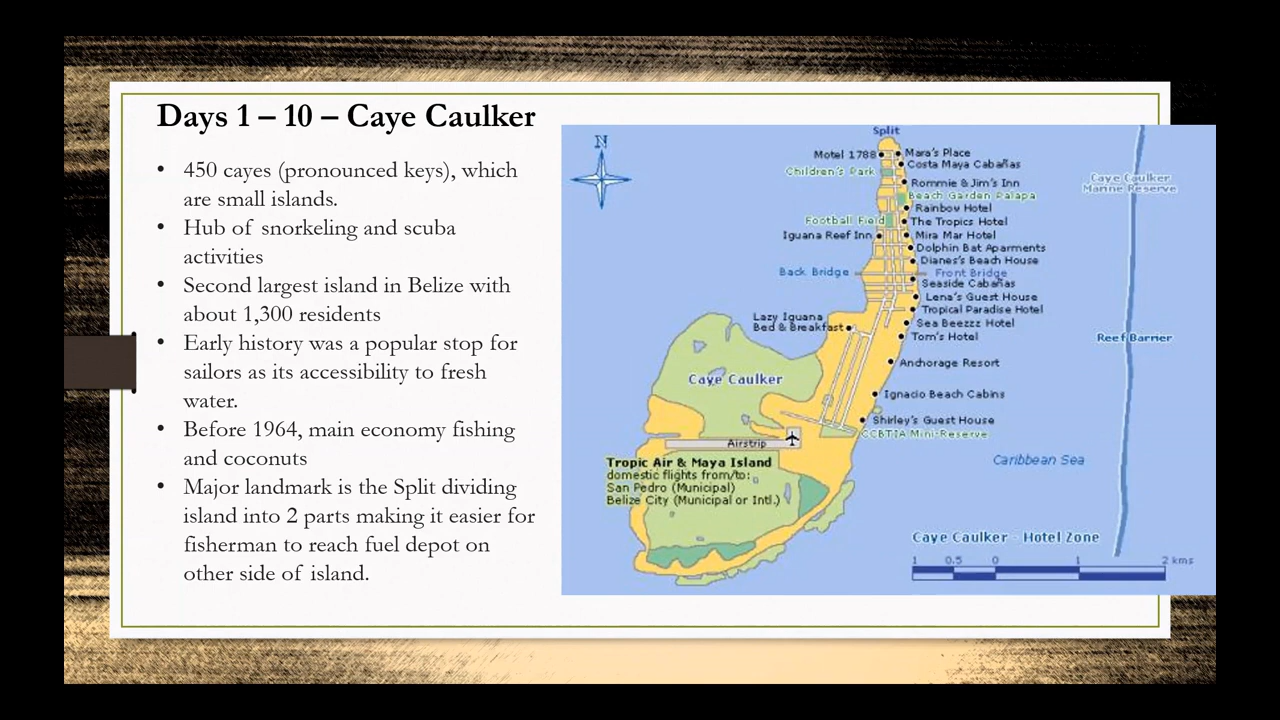 Days 1 – 10 – Caye Caulker
• 450 cayes (pronounced keys), which
are small islands.
• Hub of snorkeling and scuba
activities
• Second largest island in Belize with
about 1,300 residents
• Early history was a popular stop for
sailors as its accessibility to fresh
water.
• Before 1964, main economy fishing
and coconuts
• Major landmark is the Split dividing
island into 2 parts making it easier for
fisherman to reach fuel depot on
other side of island.
N
Split
Motel 1788
Mara's Place
Costa Maya Cabañas
Children's Park
Rommie & Jim's Inn
Beach Garden Palapa
Rainbow Hotel
Football Field
The Tropics Hotel
Iguana Reef Inn
Mira Mar Hotel
Dolphin Bat Aparments
Dianes's Beach House
Back Bridge
Front Bridge
Seaside Cabañas
Lena's Guest House
Tropical Paradise Hotel
Lazy Iguana
Bed & Breakfast
Sea Beezzz Hotel
Tom's Hotel
Anchorage Resort
Caye Caulker
Ignacio Beach Cabins
Shirley's Guest House
CCBTIA Mini-Reserve
Airstrip
Tropic Air & Maya Island
domestic flights from/to:
San Pedro (Municipal)
Belize City (Municipal or Intl.)
Caye Caulker
Marine Reserve
Reef Barrier
Caribbean Sea
Caye Caulker - Hotel Zone
1 0.5 0 1 2 kms